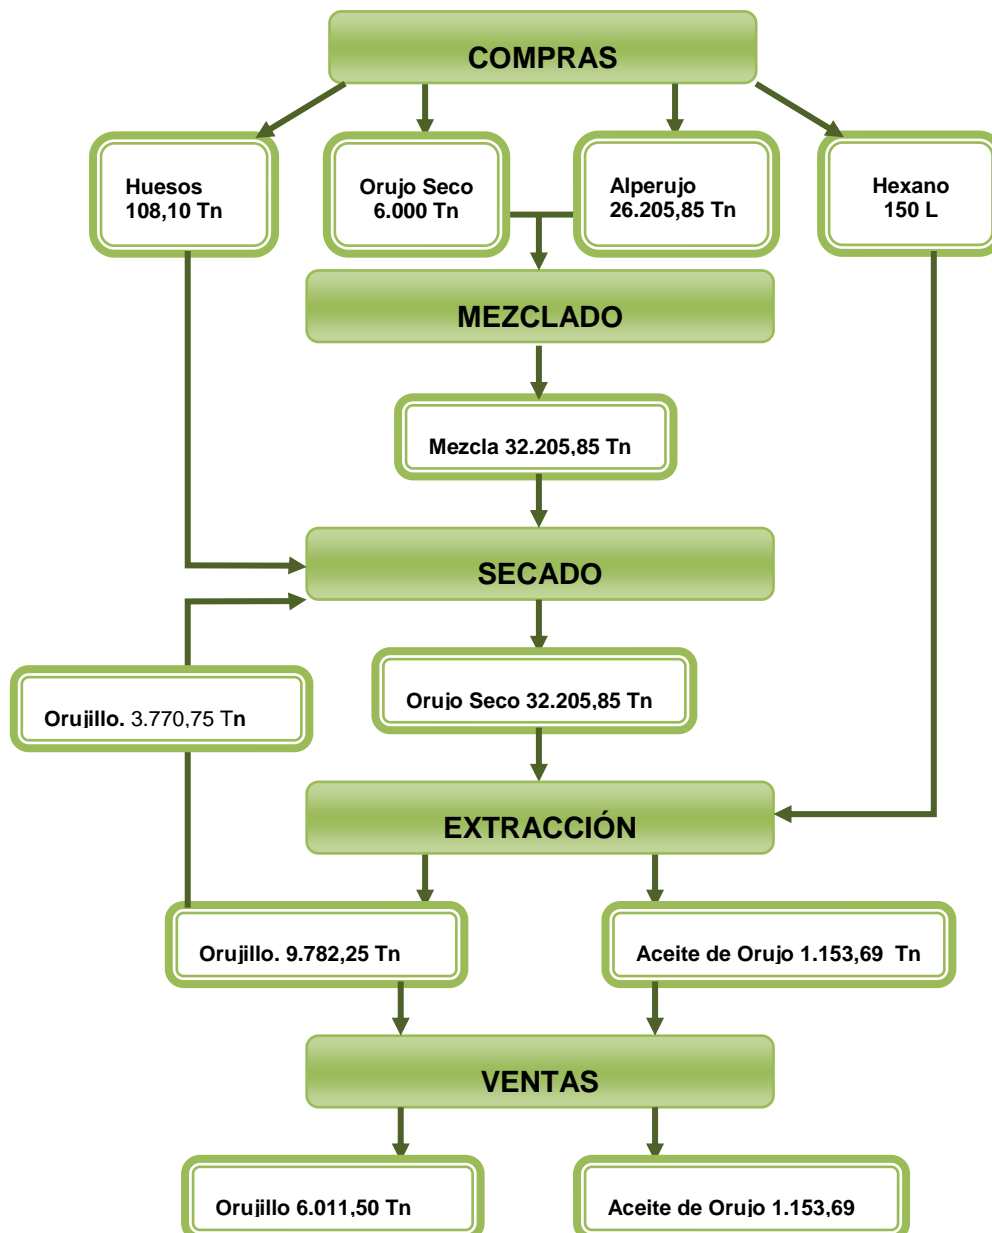 COMPRAS
Huesos
108,10 Tn
Orujo Seco
6.000 Tn
Alperujo
26.205,85 Tn
Hexano
150 L
MEZCLADO
Mezcla 32.205,85 Tn
SECADO
Orujo Seco 32.205,85 Tn
Orujillo. 3.770,75 Tn
EXTRACCIÓN
Orujillo. 9.782,25 Tn
Aceite de Orujo 1.153,69 Tn
VENTAS
Orujillo 6.011,50 Tn
Aceite de Orujo 1.153,69